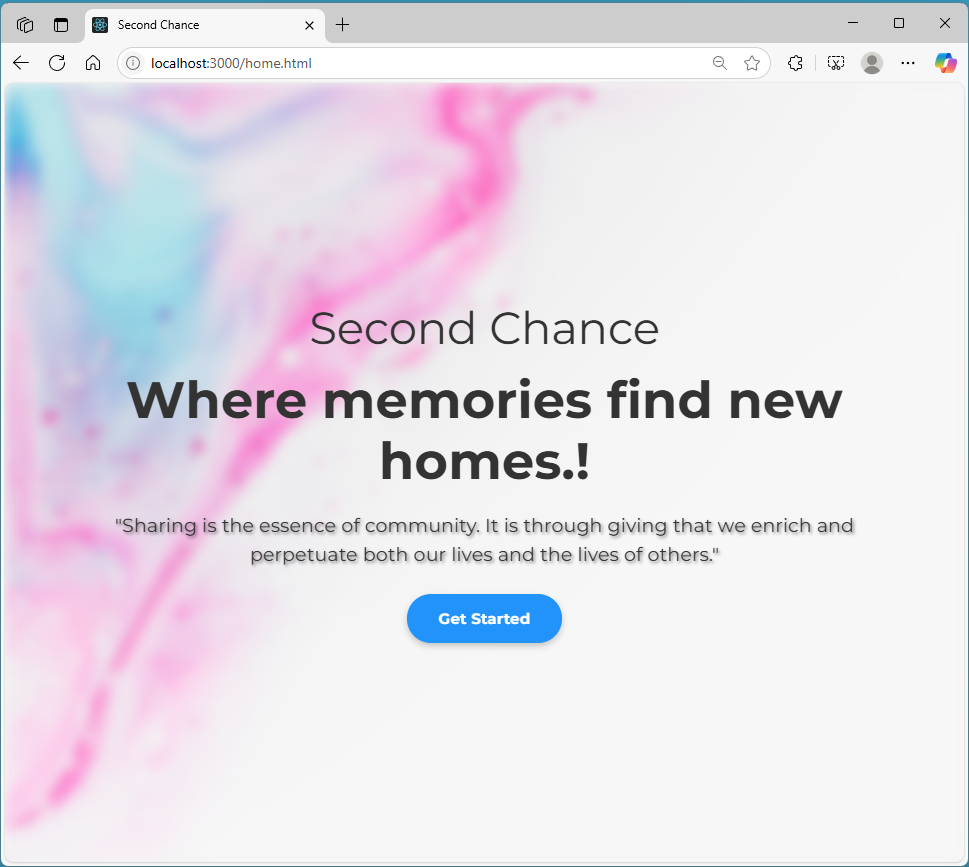 Second Chance
localhost:3000/home.html
Second Chance
Where memories find new
homes.!
"Sharing is the essence of community. It is through giving that we enrich and
perpetuate both our lives and the lives of others."
Get Started